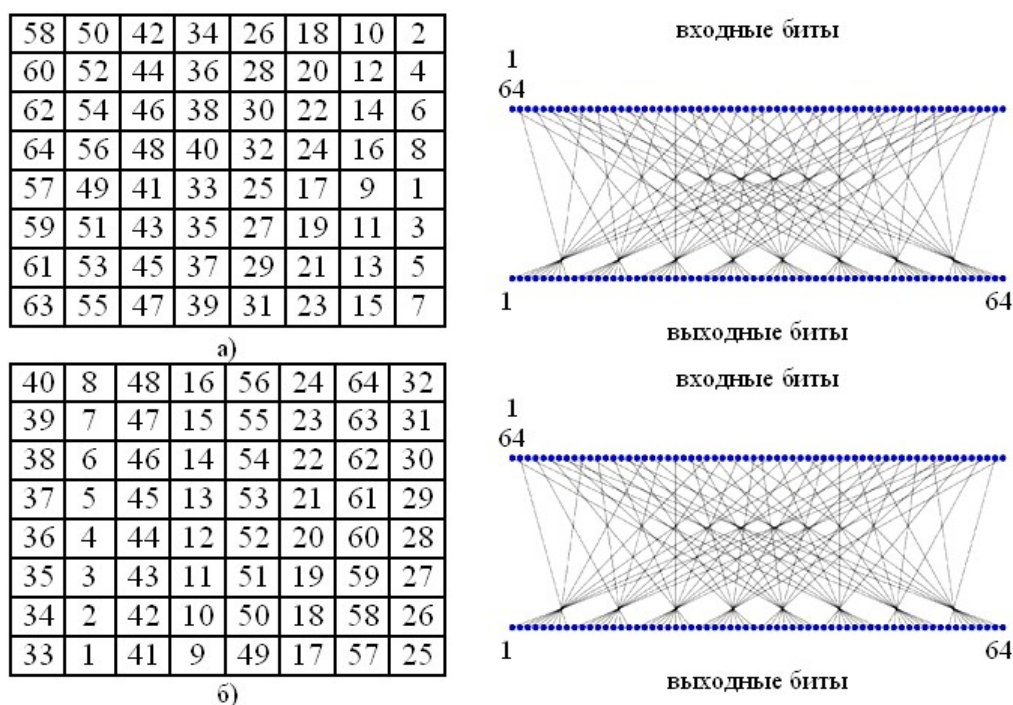 58 50 42 34 26 18 10 2
60 52 44 36 28 20 12 4
62 54 46 38 30 22 14 6
64 56 48 40 32 24 16 8
57 49 41 33 25 17 9 1
59 51 43 35 27 19 11 3
61 53 45 37 29 21 13 5
63 55 47 39 31 23 15 7
а)
входные биты
1
64
1 64
выходные биты
40 8 48 16 56 24 64 32
39 7 47 15 55 23 63 31
38 6 46 14 54 22 62 30
37 5 45 13 53 21 61 29
36 4 44 12 52 20 60 28
35 3 43 11 51 19 59 27
34 2 42 10 50 18 58 26
33 1 41 9 49 17 57 25
б)
входные биты
1
64
1 64
выходные биты